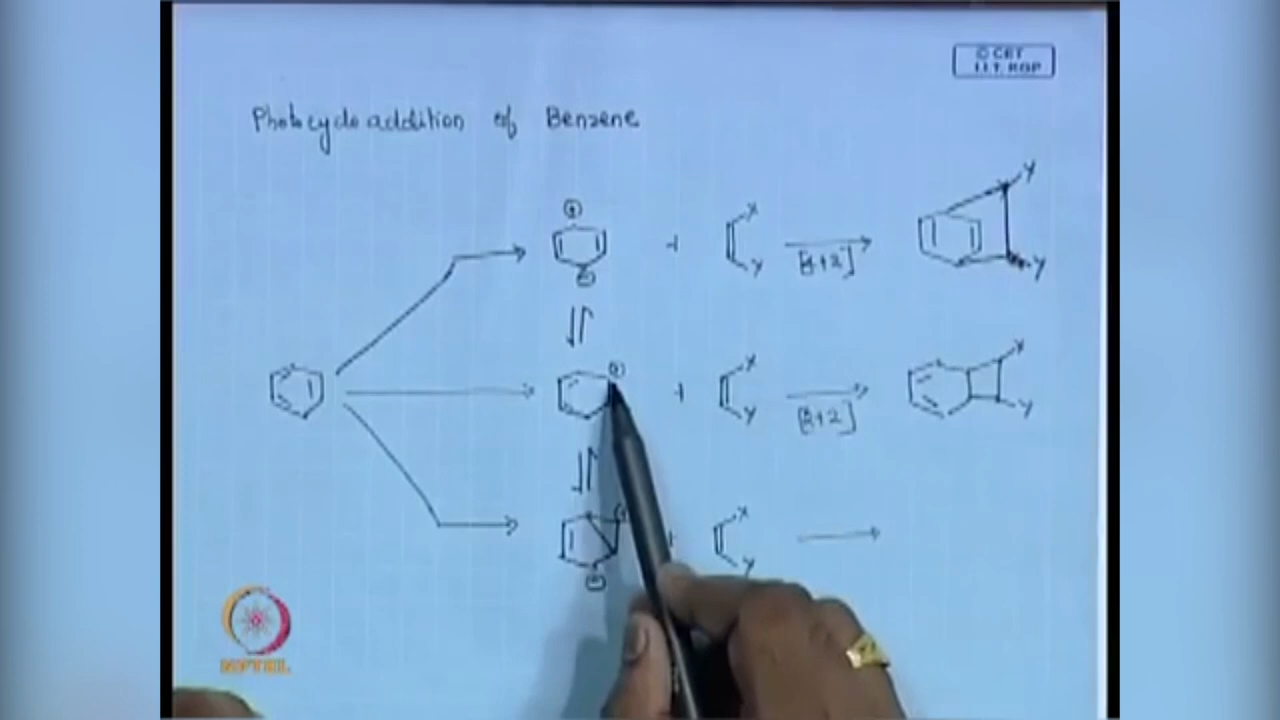 © CET
I.I.T. KGP
Photocycloaddition of Benzene
⊕ Y
X
+ [4+2]
Y Y
⊖
⊕ X X
+ [2+2]
Y Y
X
Y
⊖
NPTEL